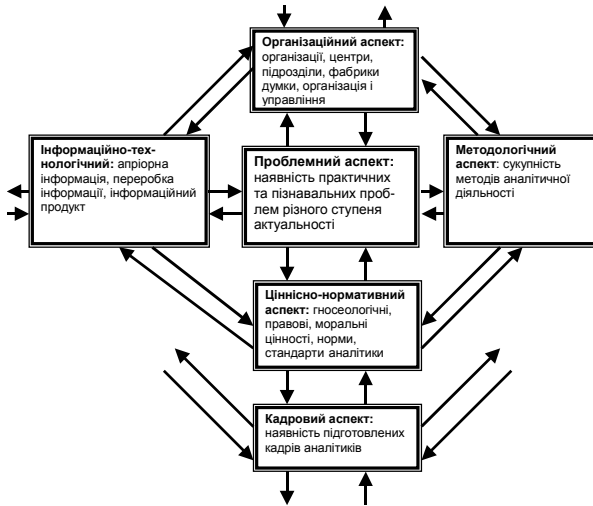 Організаційний аспект:
організації, центри,
підрозділи, фабрики
думки, організація і
управління
Інформаційно-тех-
нологічний: апріорна
інформація, переробка
інформації, інформаційний
продукт
Проблемний аспект:
наявність практичних
та пізнавальних проб-
лем різного ступеня
актуальності
Методологічний
аспект: сукупність
методів аналітичної
діяльності
Ціннісно-нормативний
аспект: гносеологічні,
правові, моральні
цінності, норми,
стандарти аналітики
Кадровий аспект:
наявність підготовлених
кадрів аналітиків